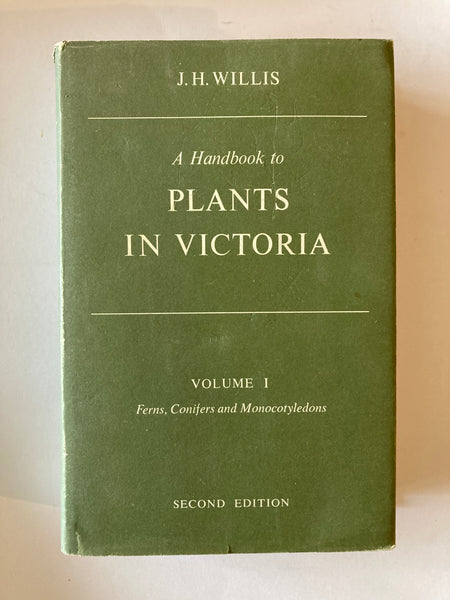 J. H. WILLIS
A Handbook to
PLANTS
IN VICTORIA
VOLUME I
Ferns, Conifers and Monocotyledons
SECOND EDITION